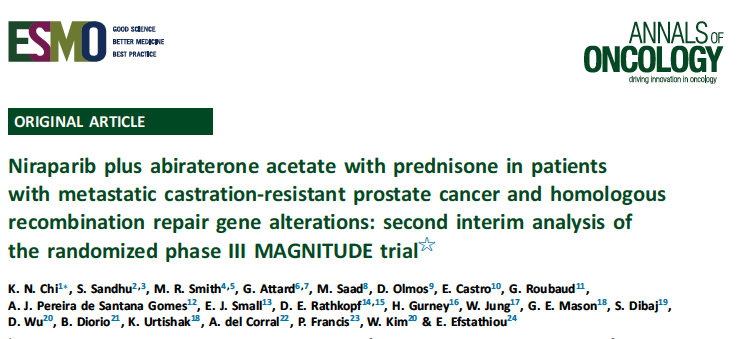 ESMO
GOOD SCIENCE
BETTER MEDICINE
BEST PRACTICE
ANNALS OF
ONCOLOGY
driving innovation in oncology
ORIGINAL ARTICLE
Niraparib plus abiraterone acetate with prednisone in patients
with metastatic castration-resistant prostate cancer and homologous
recombination repair gene alterations: second interim analysis of
the randomized phase III MAGNITUDE trial☆
K. N. Chi1*, S. Sandhu2,3, M. R. Smith4,5, G. Attard6,7, M. Saad8, D. Olmos9, E. Castro10, G. Roubaud11,
A. J. Pereira de Santana Gomes12, E. J. Small13, D. E. Rathkopf14,15, H. Gurney16, W. Jung17, G. E. Mason18, S. Dibaj19,
D. Wu20, B. Diorio21, K. Urtishak18, A. del Corral22, P. Francis23, W. Kim20 & E. Efstathiou24